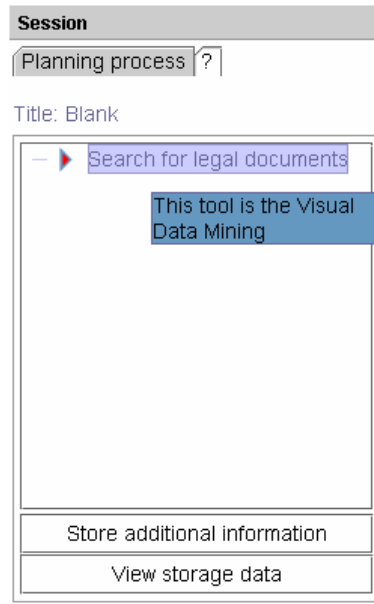 Session
Planning process ?
Title: Blank
Search for legal documents
This tool is the Visual
Data Mining
Store additional information
View storage data